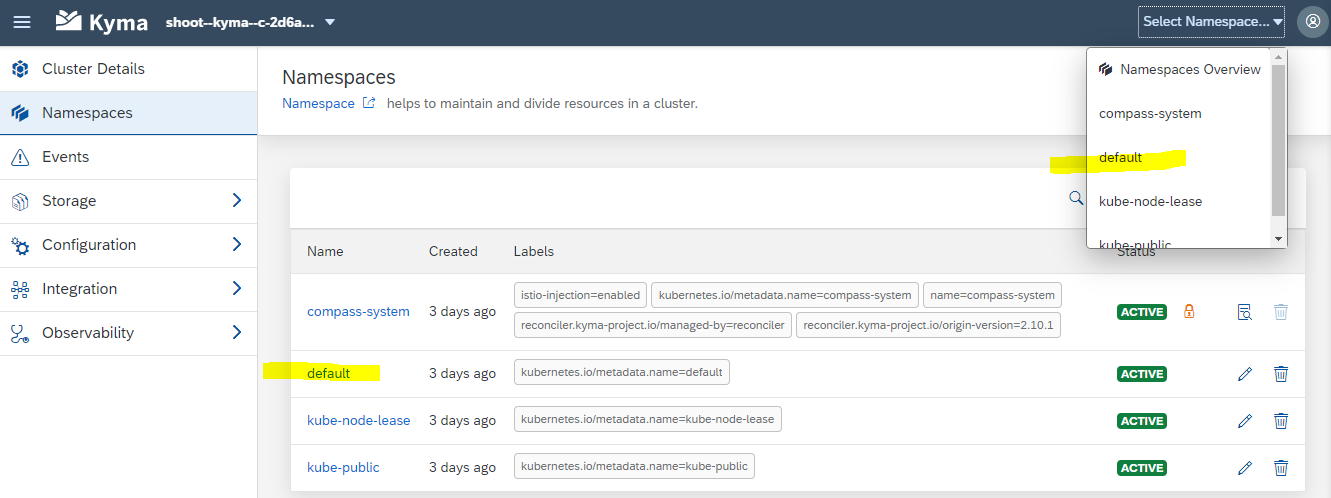 Kyma shoot--kyma--c-2d6a... Select Namespace...
Cluster Details
Namespaces
Events
Storage
Configuration
Integration
Observability
Namespaces
Namespace helps to maintain and divide resources in a cluster.
Namespaces Overview
compass-system
default
kube-node-lease
kube-public
Name Created Labels Status
compass-system 3 days ago istio-injection=enabled kubernetes.io/metadata.name=compass-system name=compass-system ACTIVE
reconciler.kyma-project.io/managed-by=reconciler reconciler.kyma-project.io/origin-version=2.10.1
default 3 days ago kubernetes.io/metadata.name=default ACTIVE
kube-node-lease 3 days ago kubernetes.io/metadata.name=kube-node-lease ACTIVE
kube-public 3 days ago kubernetes.io/metadata.name=kube-public ACTIVE